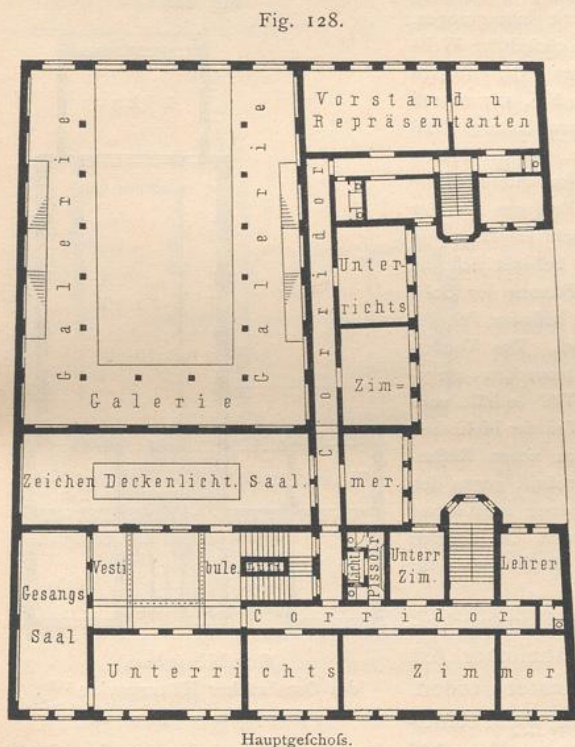 Fig. 128.
Vorstand u
Repräsentanten
Galerie
Galerie
Corridor
Unter-
richts
Zim=
mer.
Galerie
Zeichen Deckenlicht. Saal.
Gesangs
Saal
Vestibule.
Pissoir
Unterr
Zim.
Lehrer
Corridor
Unterrichts Zimmer
Hauptgeſchoſs.